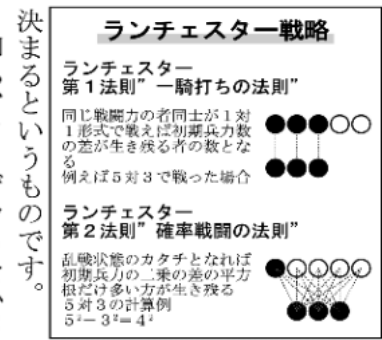 ランチェスター戦略
ランチェスター
第1法則”一騎打ちの法則”
同じ戦闘力の者同士が1対
1形式で戦えば初期兵力数
の差が生き残る者の数とな
る
例えば5対3で戦った場合
ランチェスター
第2法則”確率戦闘の法則”
乱戦状態のカタチとなれば
初期兵力の二乗の差の平方
根だけ多い方が生き残る
5対3の計算例
5²－3²＝4²
決まるというものです。